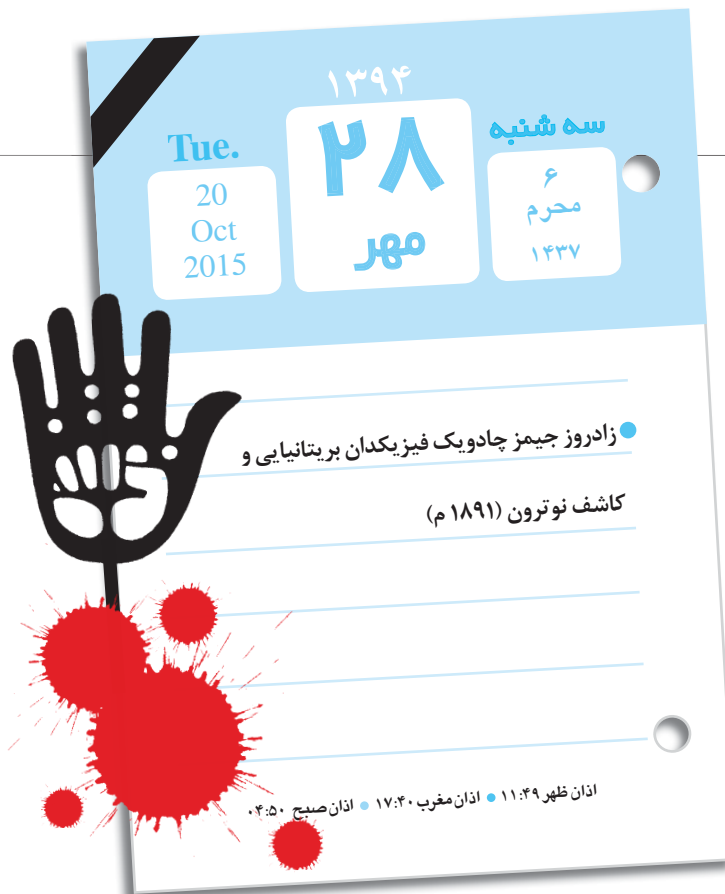 ۱۳۹۴
سه شنبه
۲۸
مهر
Tue.
۶
محرم
۱۴۳۷
20
Oct
2015
زادروز جیمز چادویک فیزیکدان بریتانیایی و
کاشف نوترون (۱۸۹۱ م)
اذان ظهر ۱۱:۴۹ ● اذان مغرب ۱۷:۴۰ ● اذان صبح ۰۴:۵۰